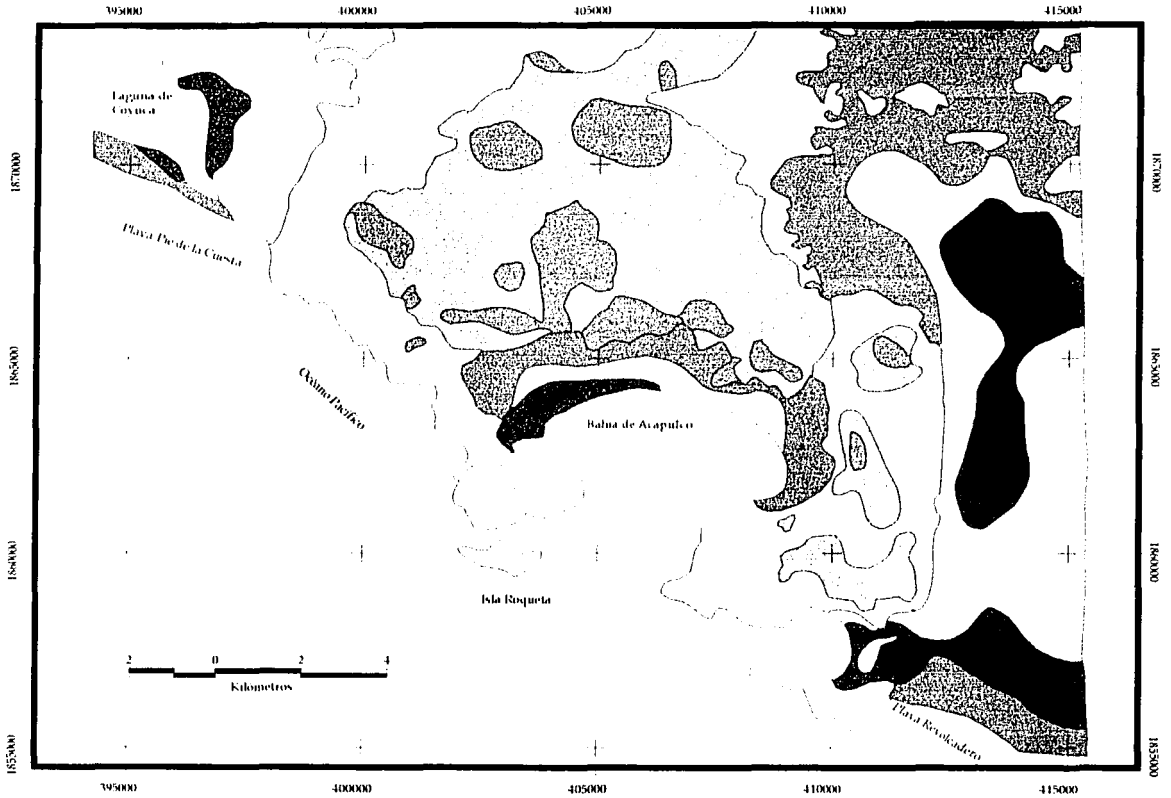 395000 400000 405000 410000 415000
Laguna de
Coyuca
1870000 1870000
Playa Pie de la Cuesta
1865000 1865000
Océano Pacífico
Bahia de Acapulco
1860000 1860000
Isla Roqueta
2 0 2 4
Kilometros
Playa Revolcadero
1855000 1855000
395000 400000 405000 410000 415000